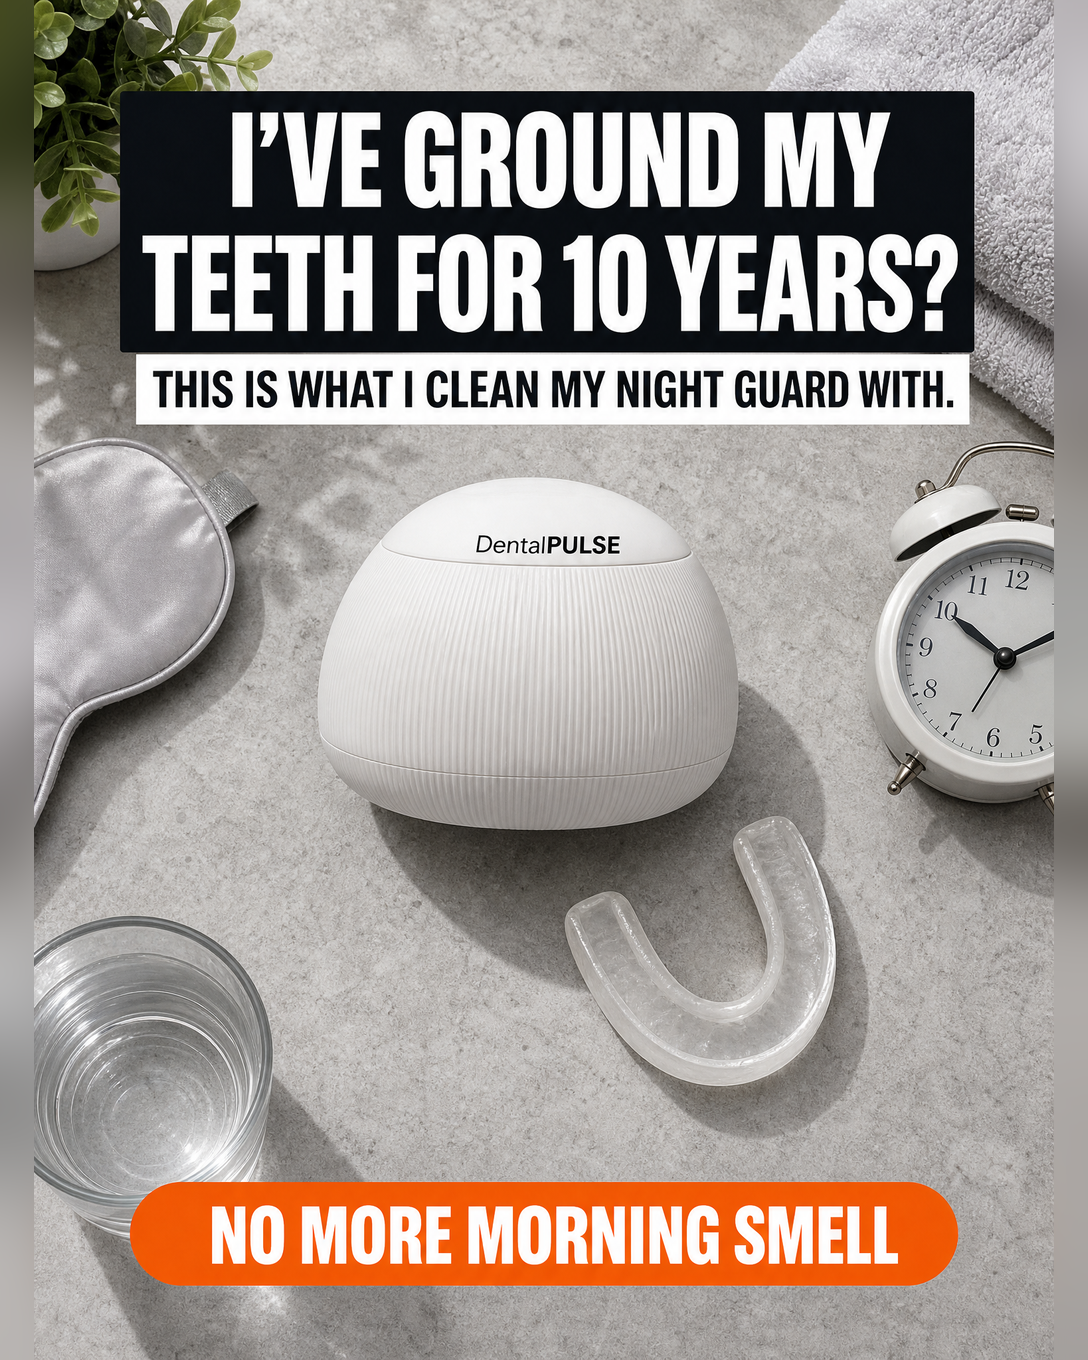 I'VE GROUND MY
TEETH FOR 10 YEARS?
THIS IS WHAT I CLEAN MY NIGHT GUARD WITH.
DentalPULSE
11 12
10
9
8
7
6 5
NO MORE MORNING SMELL